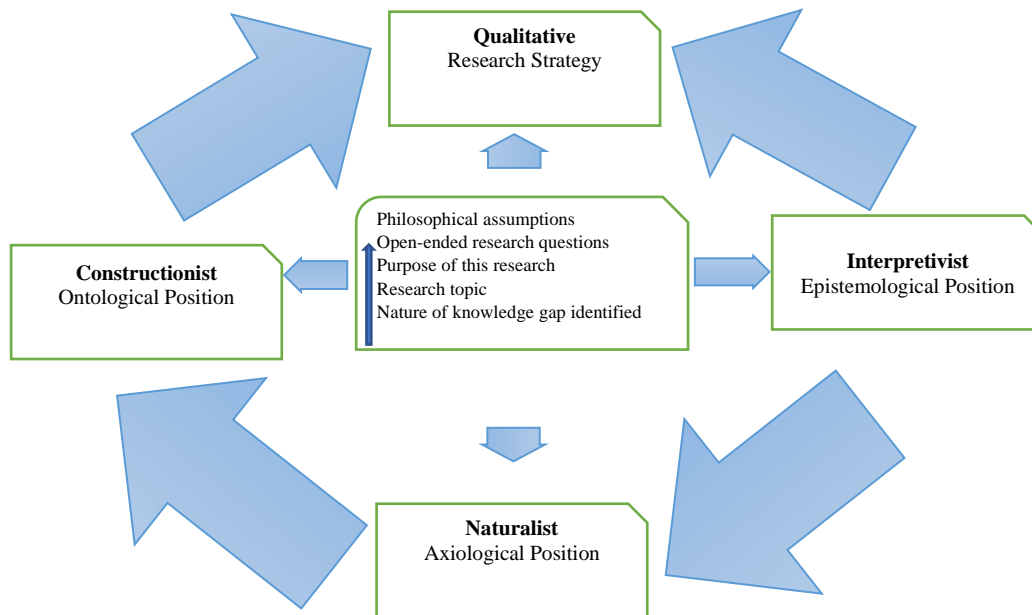 Qualitative
Research Strategy
Philosophical assumptions
Open-ended research questions
Purpose of this research
Research topic
Nature of knowledge gap identified
Constructionist
Ontological Position
Interpretivist
Epistemological Position
Naturalist
Axiological Position